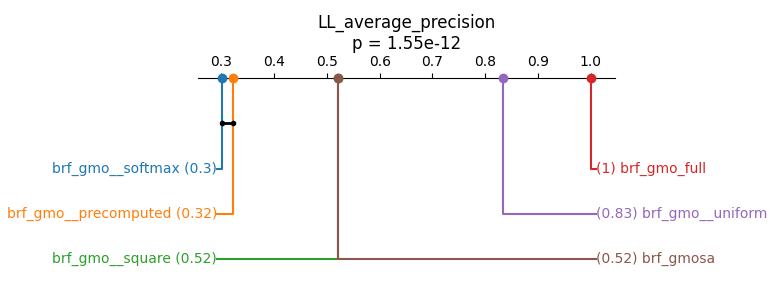 LL_average_precision
p = 1.55e-12
0.3 0.4 0.5 0.6 0.7 0.8 0.9 1.0
brf_gmo__softmax (0.3) (1) brf_gmo_full
brf_gmo__precomputed (0.32) (0.83) brf_gmo__uniform
brf_gmo__square (0.52) (0.52) brf_gmosa